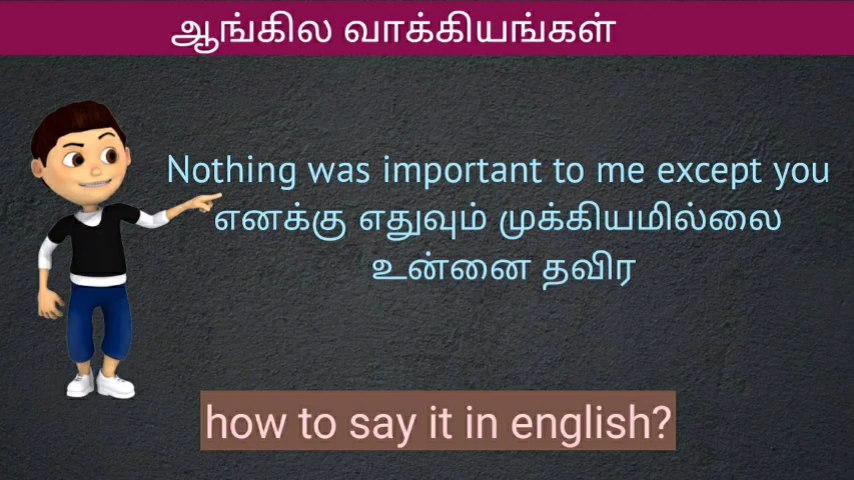 ஆங்கில வாக்கியங்கள்
Nothing was important to me except you
எனக்கு எதுவும் முக்கியமில்லை
உன்னை தவிர
how to say it in english?